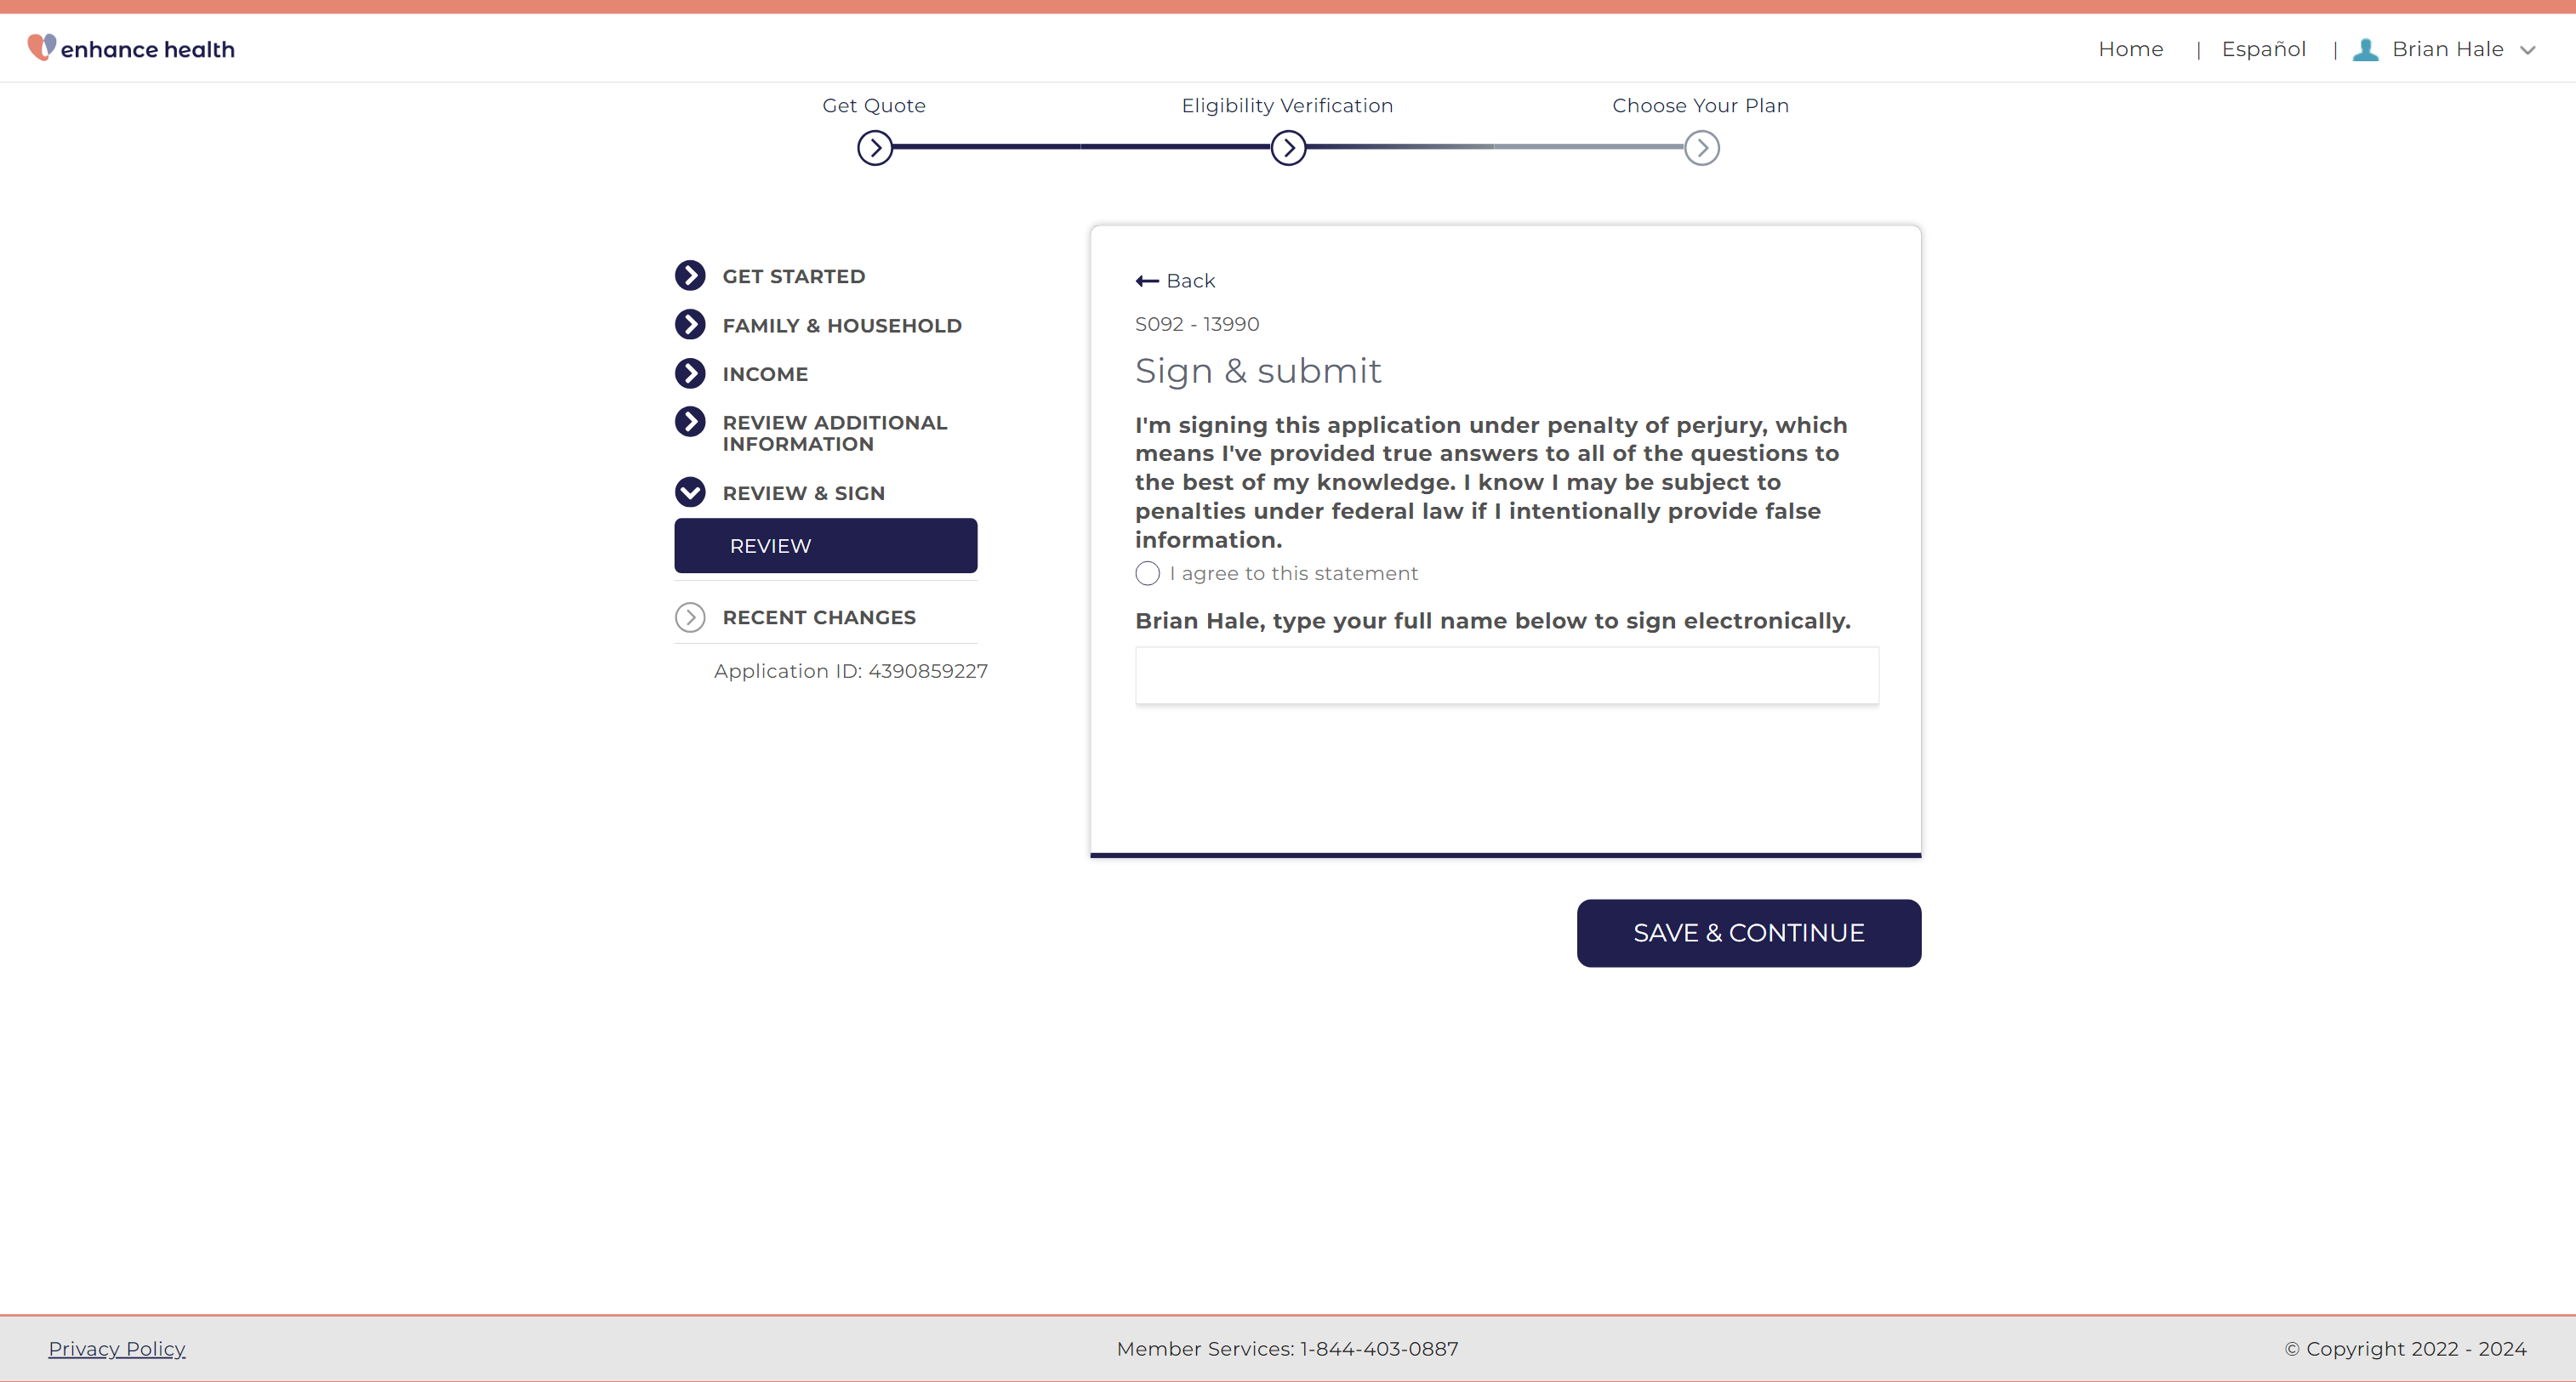 enhance health
Home | Español | Brian Hale
Get Quote
Eligibility Verification
Choose Your Plan
GET STARTED
FAMILY & HOUSEHOLD
INCOME
REVIEW ADDITIONAL
INFORMATION
REVIEW & SIGN
REVIEW
RECENT CHANGES
Application ID: 4390859227
Back
S092 - 13990
Sign & submit
I'm signing this application under penalty of perjury, which
means I've provided true answers to all of the questions to
the best of my knowledge. I know I may be subject to
penalties under federal law if I intentionally provide false
information.
I agree to this statement
Brian Hale, type your full name below to sign electronically.
SAVE & CONTINUE
Privacy Policy
Member Services: 1-844-403-0887
© Copyright 2022 - 2024